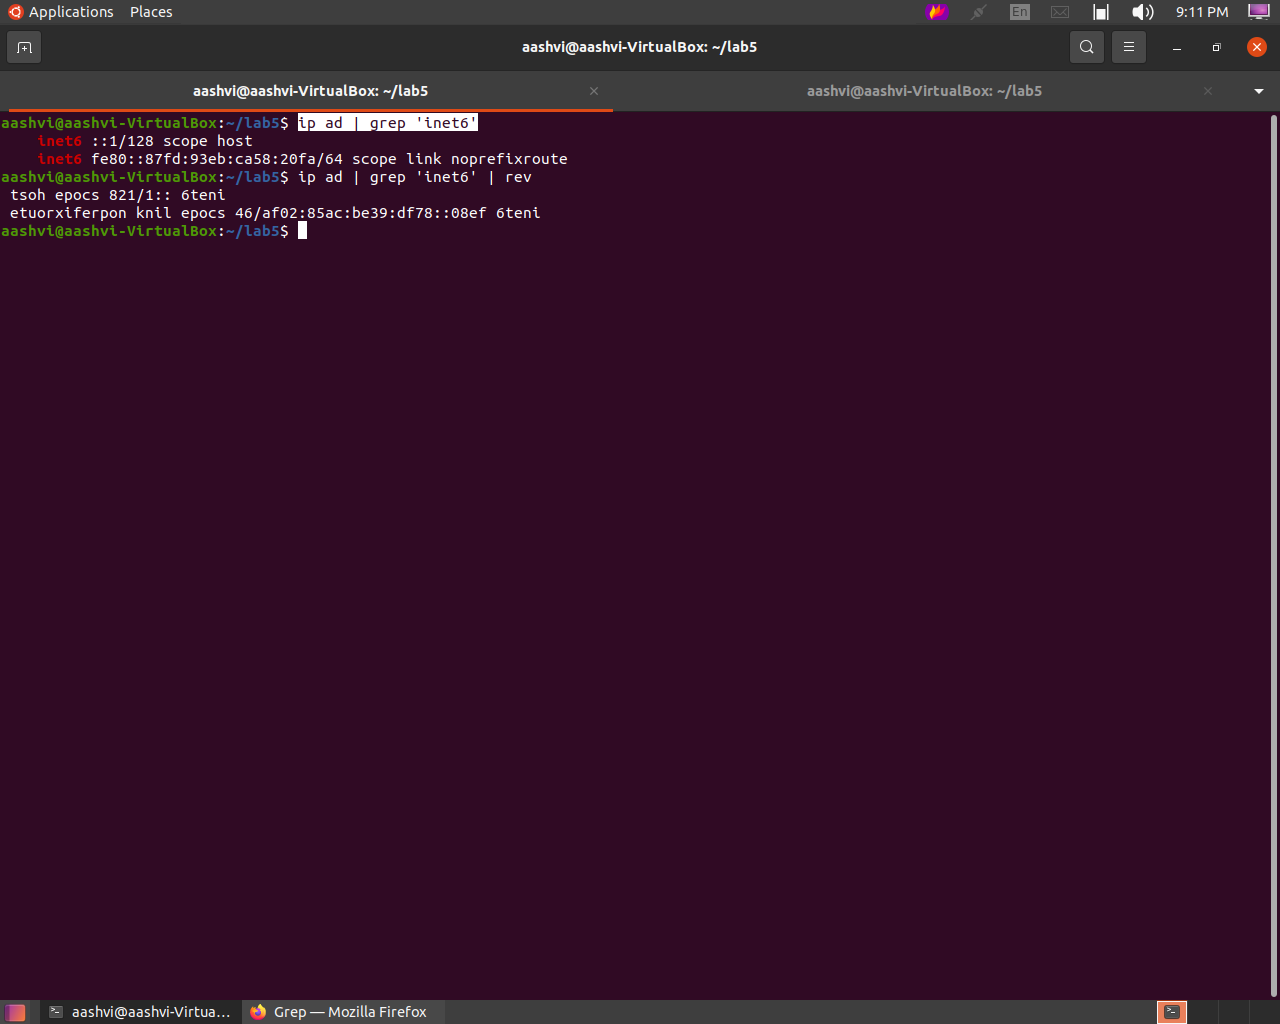 Applications Places En 9:11 PM
aashvi@aashvi-VirtualBox: ~/lab5
aashvi@aashvi-VirtualBox: ~/lab5 aashvi@aashvi-VirtualBox: ~/lab5
aashvi@aashvi-VirtualBox:~/lab5$ ip ad | grep 'inet6'
    inet6 ::1/128 scope host
    inet6 fe80::87fd:93eb:ca58:20fa/64 scope link noprefixroute
aashvi@aashvi-VirtualBox:~/lab5$ ip ad | grep 'inet6' | rev
 tsoh epocs 821/1:: 6teni
 etuorxiferpon knil epocs 46/af02:85ac:be39:df78::08ef 6teni
aashvi@aashvi-VirtualBox:~/lab5$
aashvi@aashvi-Virtua... Grep — Mozilla Firefox